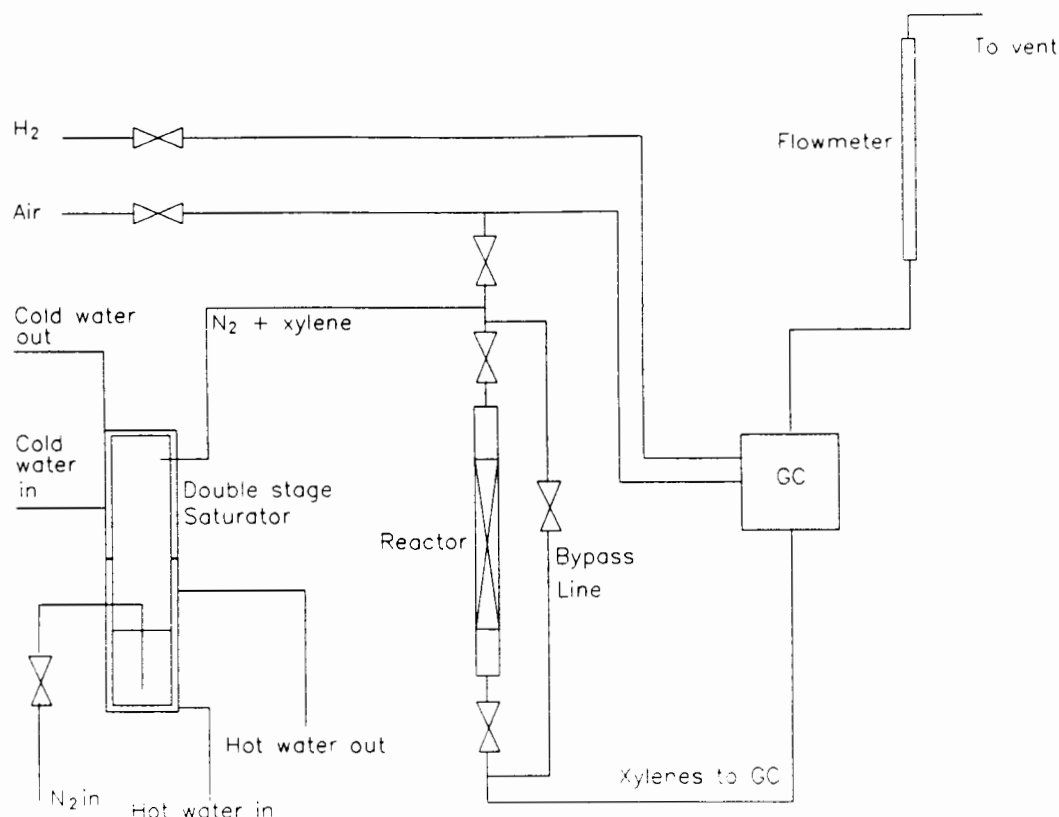 To vent
H₂
Flowmeter
Air
Cold water
out
N₂ + xylene
Cold
water
in
Double stage
Saturator
GC
Reactor
Bypass
Line
Hot water out
Xylenes to GC
N₂ in
Hot water in